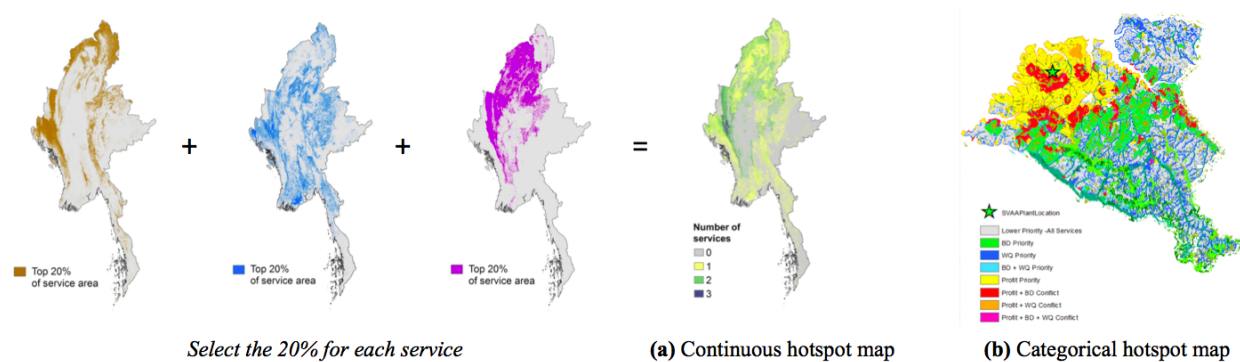 +
+
=
Top 20%
of service area
Top 20%
of service area
Top 20%
of service area
Number of
services
0
1
2
3
SVAAPlantLocation
Lower Priority -All Services
BD Priority
WQ Priority
BD + WQ Priority
Profit Priority
Profit + BD Conflict
Profit + WQ Conflict
Profit + BD + WQ Conflict
Select the 20% for each service
(a) Continuous hotspot map
(b) Categorical hotspot map